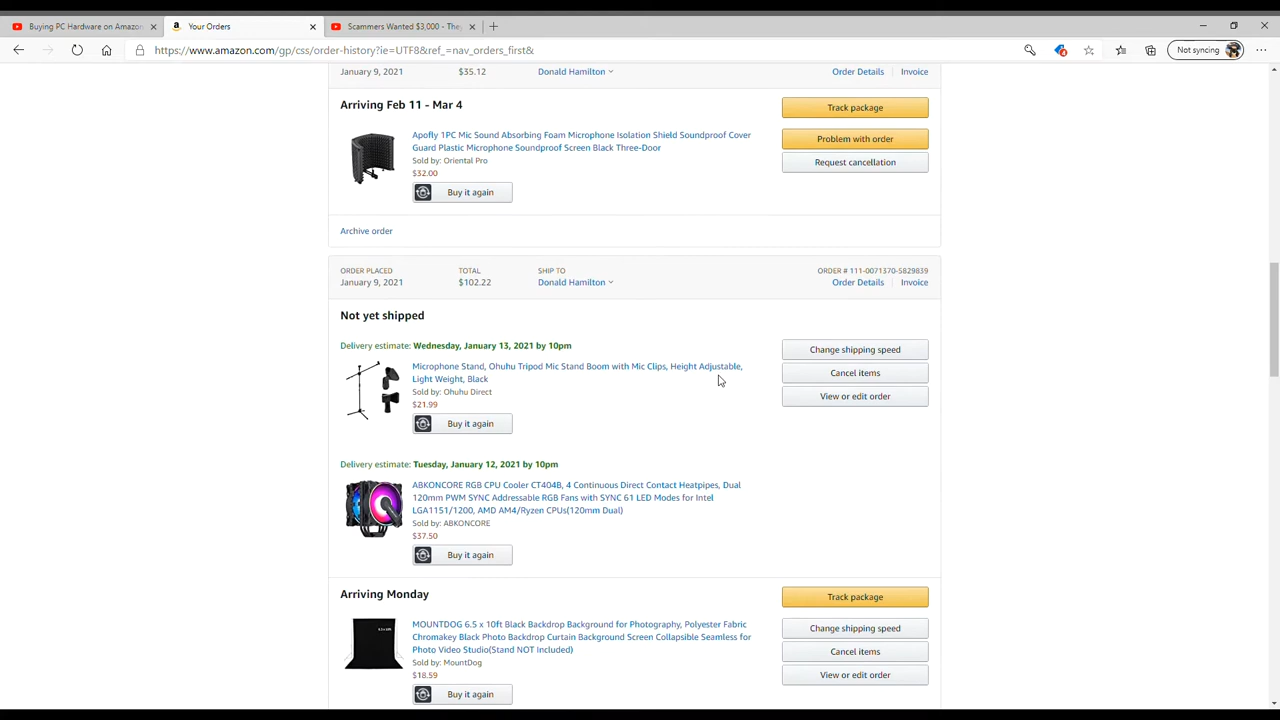 Buying PC Hardware on Amazon
Your Orders
Scammers Wanted $3,000 - They
https://www.amazon.com/gp/css/order-history?ie=UTF8&ref_=nav_orders_first&
Not syncing
January 9, 2021 $35.12 Donald Hamilton Order Details Invoice
Arriving Feb 11 - Mar 4
Track package
Apofly 1PC Mic Sound Absorbing Foam Microphone Isolation Shield Soundproof Cover
Guard Plastic Microphone Soundproof Screen Black Three-Door
Problem with order
Sold by: Oriental Pro
Request cancellation
$32.00
Buy it again
Archive order
ORDER PLACED TOTAL SHIP TO ORDER # 111-0071370-5829839
January 9, 2021 $102.22 Donald Hamilton Order Details Invoice
Not yet shipped
Delivery estimate: Wednesday, January 13, 2021 by 10pm
Change shipping speed
Microphone Stand, Ohuhu Tripod Mic Stand Boom with Mic Clips, Height Adjustable,
Light Weight, Black
Cancel items
Sold by: Ohuhu Direct
View or edit order
$21.99
Buy it again
Delivery estimate: Tuesday, January 12, 2021 by 10pm
ABKONCORE RGB CPU Cooler CT404B, 4 Continuous Direct Contact Heatpipes, Dual
120mm PWM SYNC Addressable RGB Fans with SYNC 61 LED Modes for Intel
LGA1151/1200, AMD AM4/Ryzen CPUs(120mm Dual)
Sold by: ABKONCORE
$37.50
Buy it again
Arriving Monday
Track package
MOUNTDOG 6.5 x 10ft Black Backdrop Background for Photography, Polyester Fabric
Chromakey Black Photo Backdrop Curtain Background Screen Collapsible Seamless for
Photo Video Studio(Stand NOT Included)
Change shipping speed
Cancel items
Sold by: MountDog
View or edit order
$18.59
Buy it again